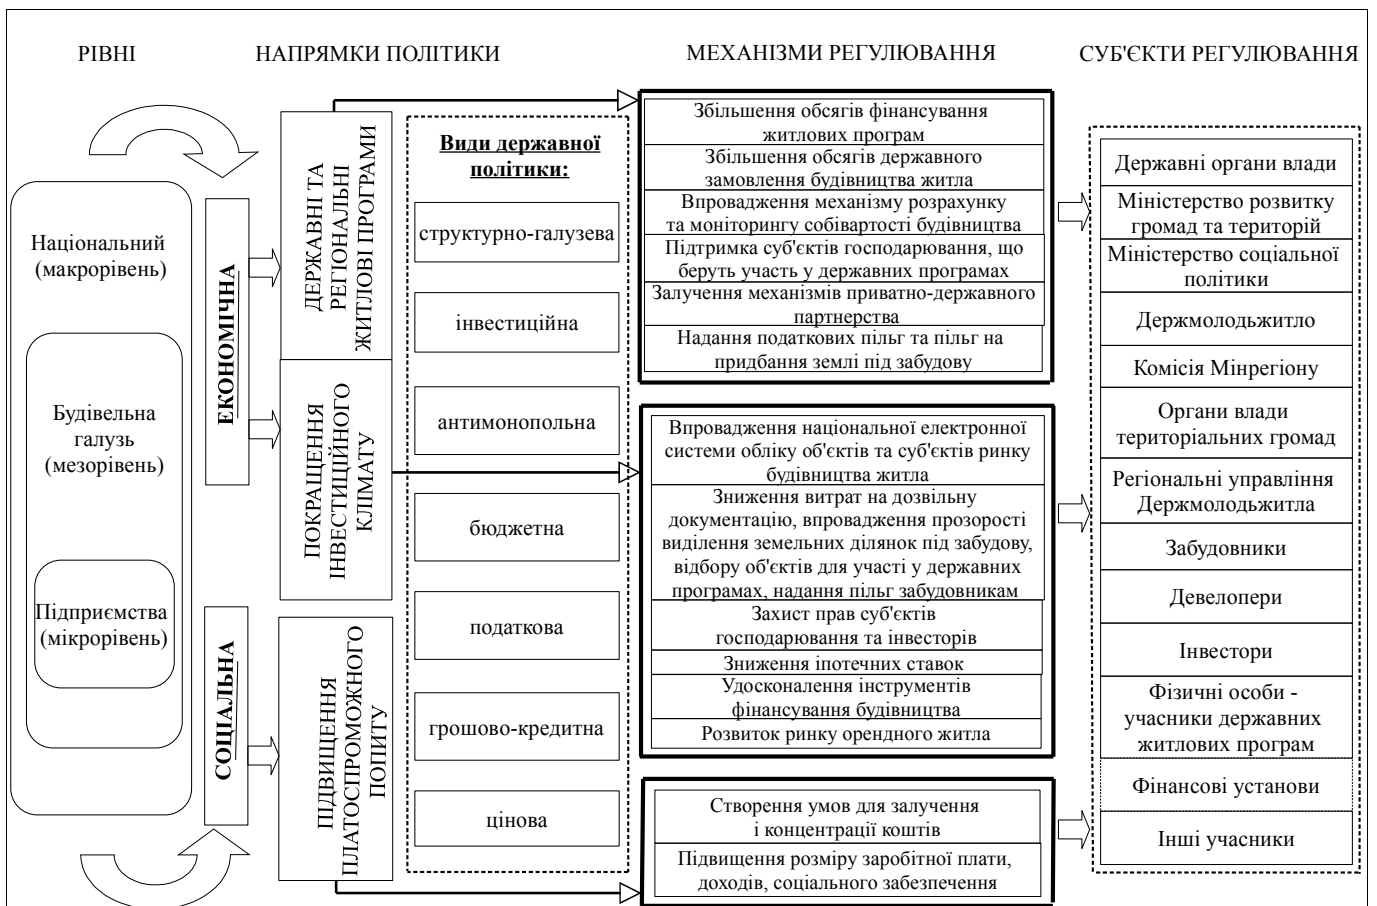 РІВНІ
НАПРЯМКИ ПОЛІТИКИ
МЕХАНІЗМИ РЕГУЛЮВАННЯ
СУБ'ЄКТИ РЕГУЛЮВАННЯ
Національний
(макрорівень)
Будівельна
галузь
(мезорівень)
Підприємства
(мікрорівень)
ЕКОНОМІЧНА
СОЦІАЛЬНА
ДЕРЖАВНІ ТА
РЕГІОНАЛЬНІ
ЖИТЛОВІ ПРОГРАМИ
ПОКРАЩЕННЯ
ІНВЕСТИЦІЙНОГО
КЛІМАТУ
ПІДВИЩЕННЯ
ПЛАТОСПРОМОЖНОГО
ПОПИТУ
Види державної
політики:
структурно-галузева
інвестиційна
антимонопольна
бюджетна
податкова
грошово-кредитна
цінова
Збільшення обсягів фінансування
житлових програм
Збільшення обсягів державного
замовлення будівництва житла
Впровадження механізму розрахунку
та моніторингу собівартості будівництва
Підтримка суб'єктів господарювання, що
беруть участь у державних програмах
Залучення механізмів приватно-державного
партнерства
Надання податкових пільг та пільг на
придбання землі під забудову
Впровадження національної електронної
системи обліку об'єктів та суб'єктів ринку
будівництва житла
Зниження витрат на дозвільну
документацію, впровадження прозорості
виділення земельних ділянок під забудову,
відбору об'єктів для участі у державних
програмах, надання пільг забудовникам
Захист прав суб'єктів
господарювання та інвесторів
Зниження іпотечних ставок
Удосконалення інструментів
фінансування будівництва
Розвиток ринку орендного житла
Створення умов для залучення
і концентрації коштів
Підвищення розміру заробітної плати,
доходів, соціального забезпечення
Державні органи влади
Міністерство розвитку
громад та територій
Міністерство соціальної
політики
Держмолодьжитло
Комісія Мінрегіону
Органи влади
територіальних громад
Регіональні управління
Держмолодьжитла
Забудовники
Девелопери
Інвестори
Фізичні особи -
учасники державних
житлових програм
Фінансові установи
Інші учасники